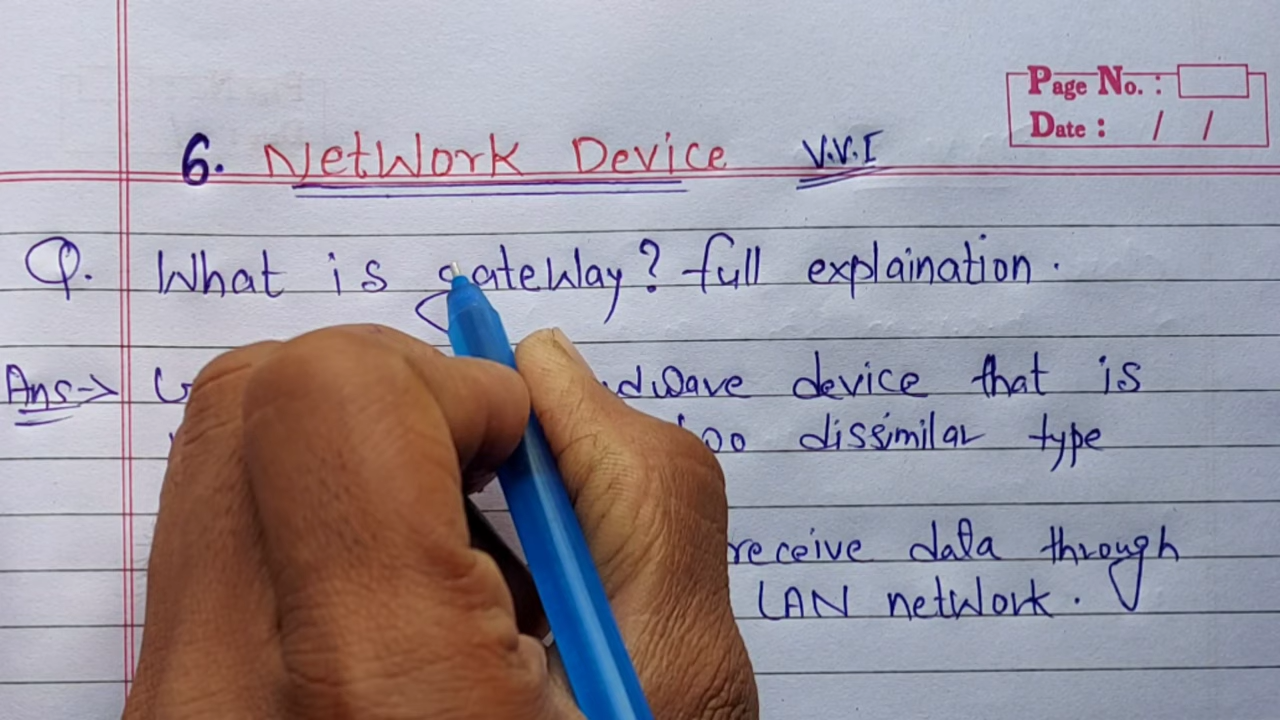 Page No. :
Date : / /
6. Network Device V.V.I
Q. What is gateway? full explaination.
Ans-> device that is
dissimilar type
receive data through
LAN network.